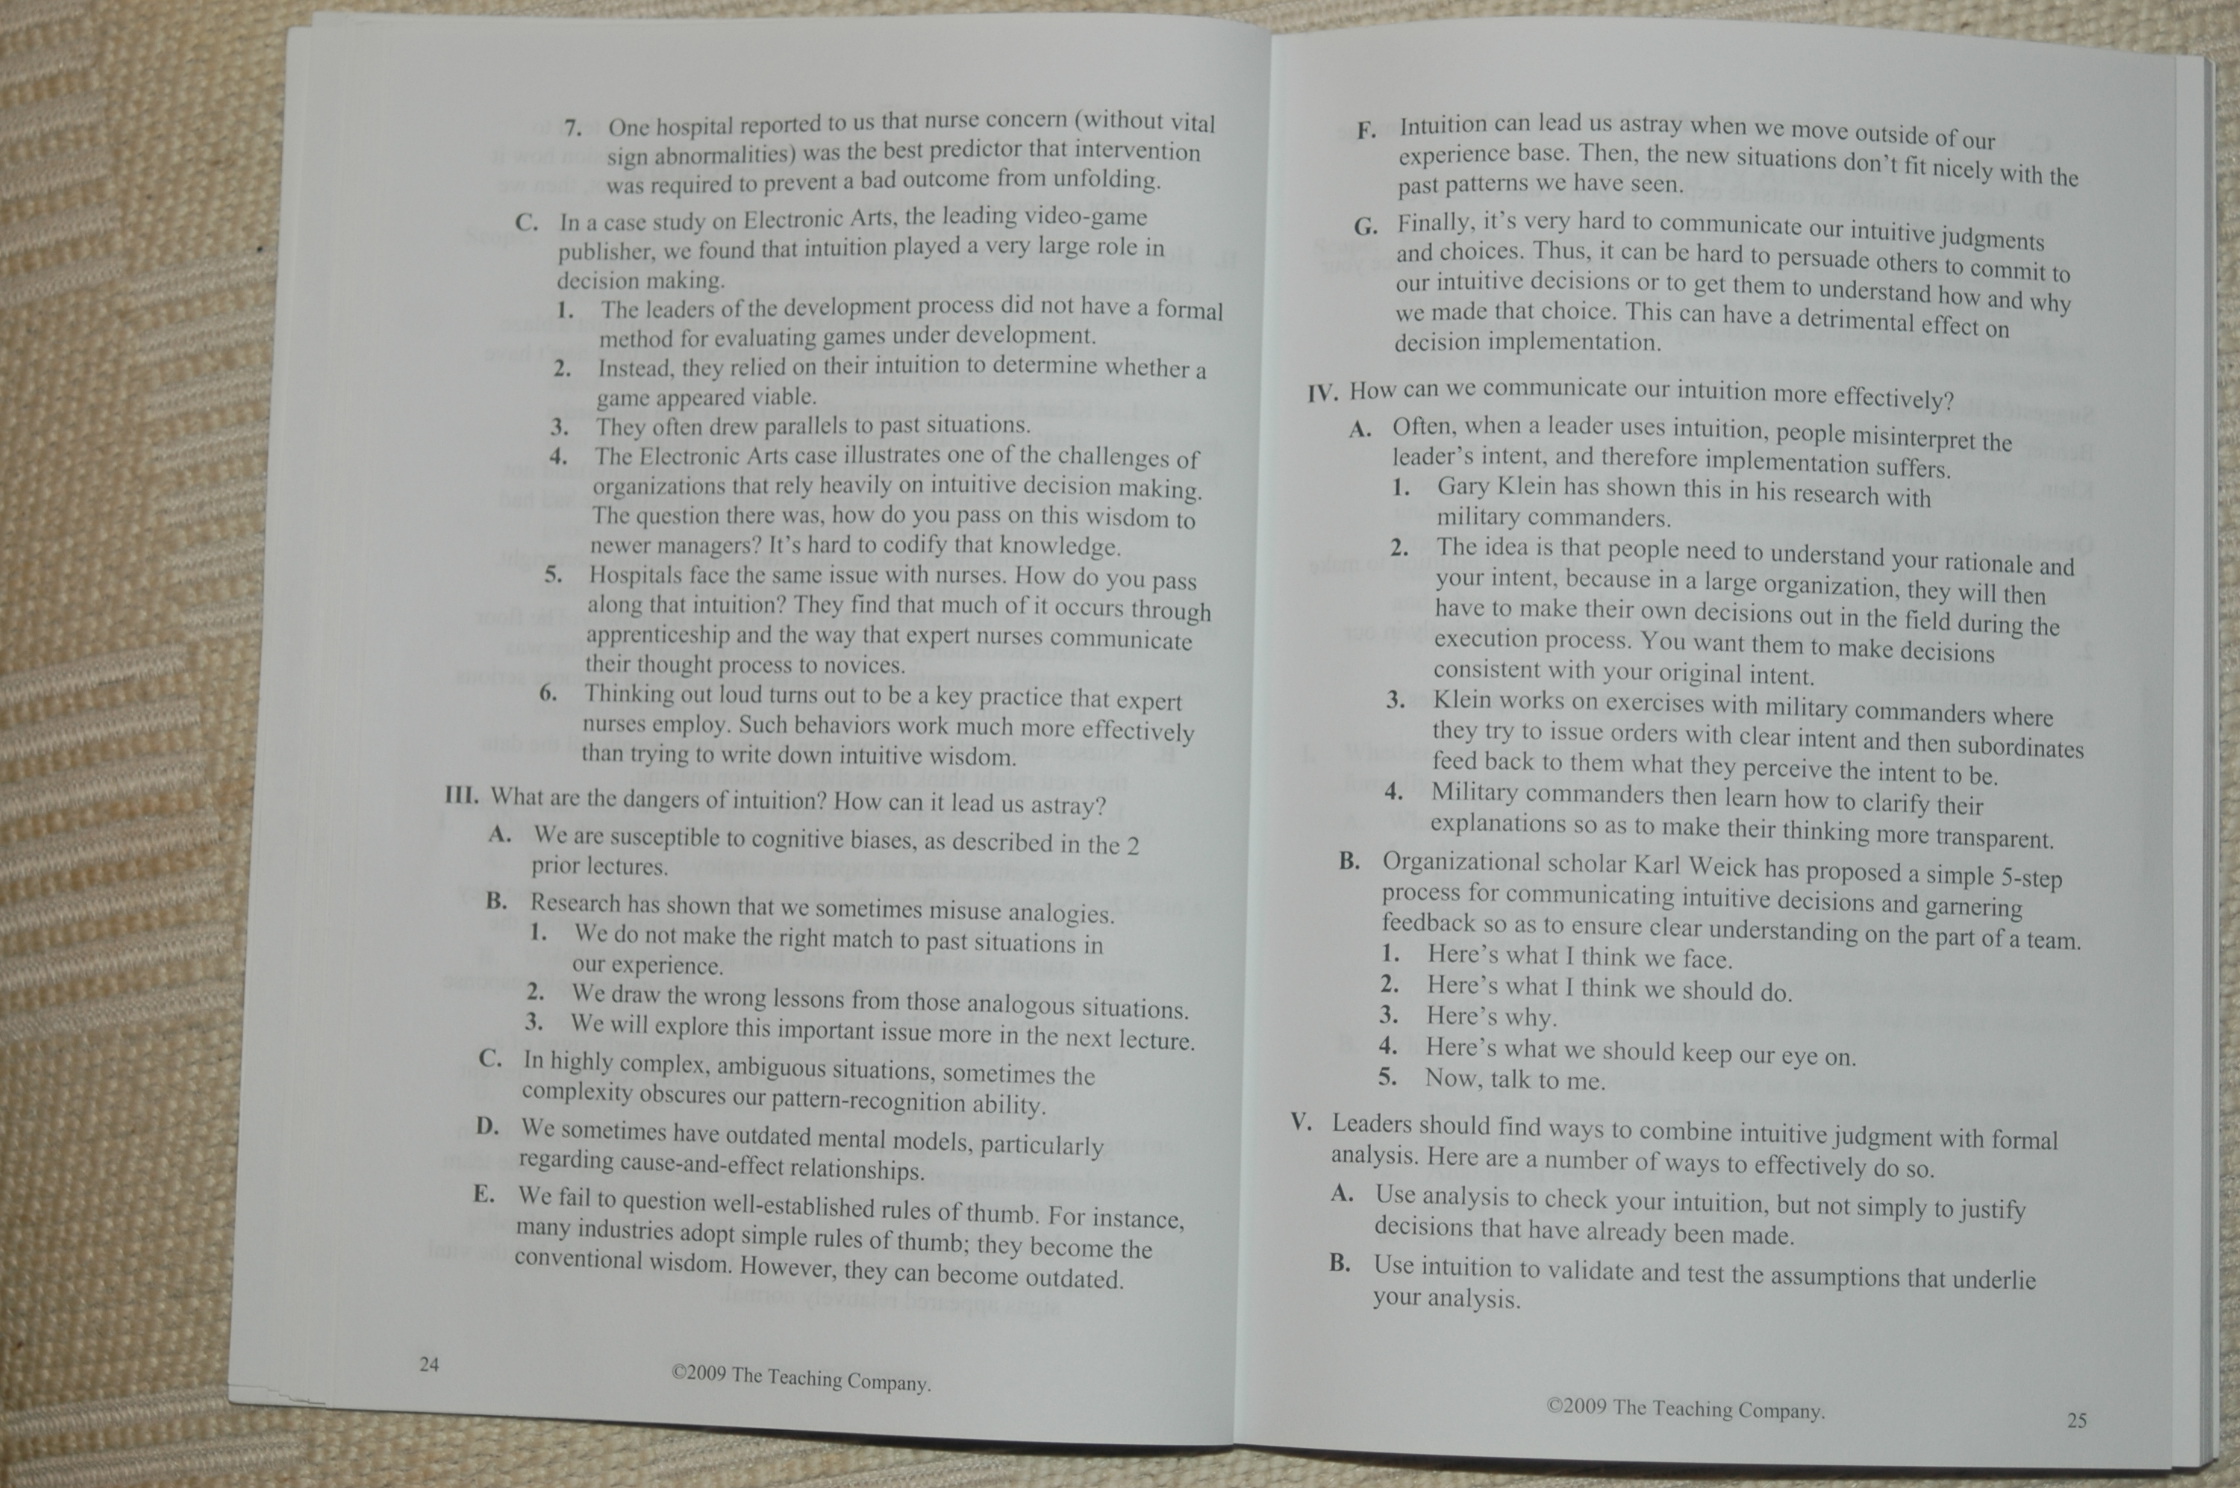 7. One hospital reported to us that nurse concern (without vital
sign abnormalities) was the best predictor that intervention
was required to prevent a bad outcome from unfolding.
C. In a case study on Electronic Arts, the leading video-game
publisher, we found that intuition played a very large role in
decision making.
1. The leaders of the development process did not have a formal
method for evaluating games under development.
2. Instead, they relied on their intuition to determine whether a
game appeared viable.
3. They often drew parallels to past situations.
4. The Electronic Arts case illustrates one of the challenges of
organizations that rely heavily on intuitive decision making.
The question there was, how do you pass on this wisdom to
newer managers? It's hard to codify that knowledge.
5. Hospitals face the same issue with nurses. How do you pass
along that intuition? They find that much of it occurs through
apprenticeship and the way that expert nurses communicate
their thought process to novices.
6. Thinking out loud turns out to be a key practice that expert
nurses employ. Such behaviors work much more effectively
than trying to write down intuitive wisdom.
III. What are the dangers of intuition? How can it lead us astray?
A. We are susceptible to cognitive biases, as described in the 2
prior lectures.
B. Research has shown that we sometimes misuse analogies.
1. We do not make the right match to past situations in
our experience.
2. We draw the wrong lessons from those analogous situations.
3. We will explore this important issue more in the next lecture.
C. In highly complex, ambiguous situations, sometimes the
complexity obscures our pattern-recognition ability.
D. We sometimes have outdated mental models, particularly
regarding cause-and-effect relationships.
E. We fail to question well-established rules of thumb. For instance,
many industries adopt simple rules of thumb; they become the
conventional wisdom. However, they can become outdated.
24
©2009 The Teaching Company.
F. Intuition can lead us astray when we move outside of our
experience base. Then, the new situations don't fit nicely with the
past patterns we have seen.
G. Finally, it's very hard to communicate our intuitive judgments
and choices. Thus, it can be hard to persuade others to commit to
our intuitive decisions or to get them to understand how and why
we made that choice. This can have a detrimental effect on
decision implementation.
IV. How can we communicate our intuition more effectively?
A. Often, when a leader uses intuition, people misinterpret the
leader's intent, and therefore implementation suffers.
1. Gary Klein has shown this in his research with
military commanders.
2. The idea is that people need to understand your rationale and
your intent, because in a large organization, they will then
have to make their own decisions out in the field during the
execution process. You want them to make decisions
consistent with your original intent.
3. Klein works on exercises with military commanders where
they try to issue orders with clear intent and then subordinates
feed back to them what they perceive the intent to be.
4. Military commanders then learn how to clarify their
explanations so as to make their thinking more transparent.
B. Organizational scholar Karl Weick has proposed a simple 5-step
process for communicating intuitive decisions and garnering
feedback so as to ensure clear understanding on the part of a team.
1. Here's what I think we face.
2. Here's what I think we should do.
3. Here's why.
4. Here's what we should keep our eye on.
5. Now, talk to me.
V. Leaders should find ways to combine intuitive judgment with formal
analysis. Here are a number of ways to effectively do so.
A. Use analysis to check your intuition, but not simply to justify
decisions that have already been made.
B. Use intuition to validate and test the assumptions that underlie
your analysis.
©2009 The Teaching Company.
25